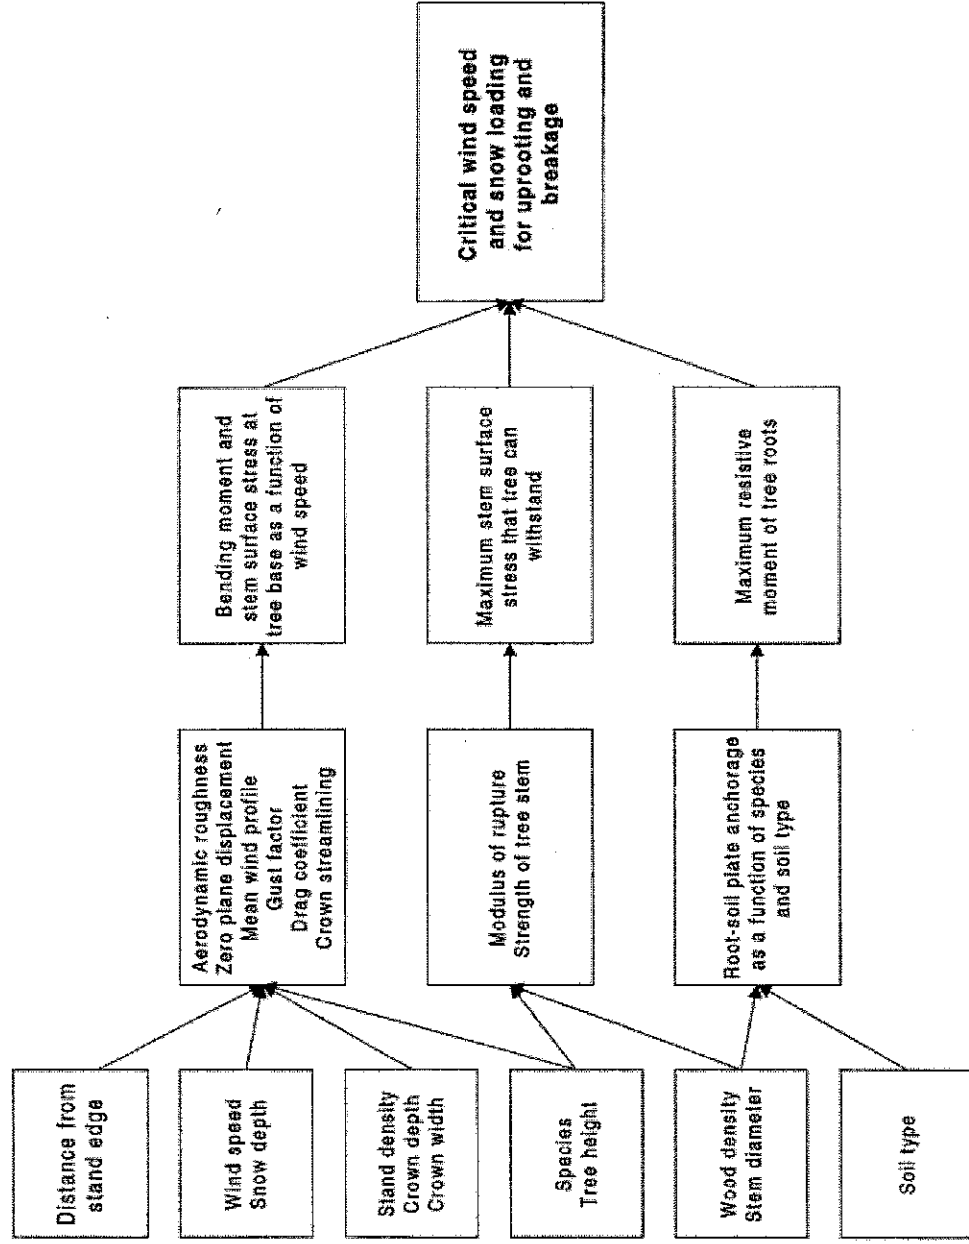 Distance from
stand edge
Wind speed
Snow depth
Stand density
Crown depth
Crown width
Species
Tree height
Wood density
Stem diameter
Soil type
Aerodynamic roughness
Zero plane displacement
Mean wind profile
Gust factor
Drag coefficient
Crown streamlining
Modulus of rupture
Strength of tree stem
Root-soil plate anchorage
as a function of species
and soil type
Bending moment and
stem surface stress at
tree base as a function of
wind speed
Maximum stem surface
stress that tree can
withstand
Maximum resistive
moment of tree roots
Critical wind speed
and snow loading
for uprooting and
breakage